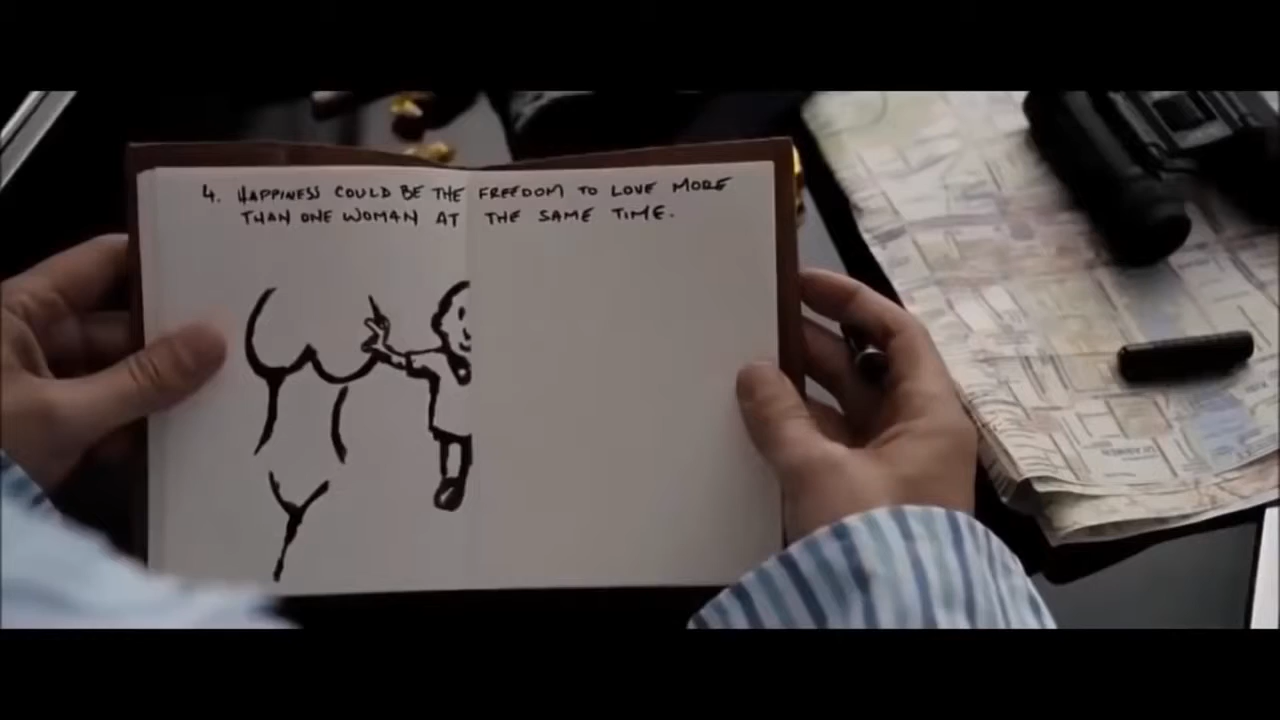 4. HAPPINESS COULD BE THE FREEDOM TO LOVE MORE
THAN ONE WOMAN AT THE SAME TIME.